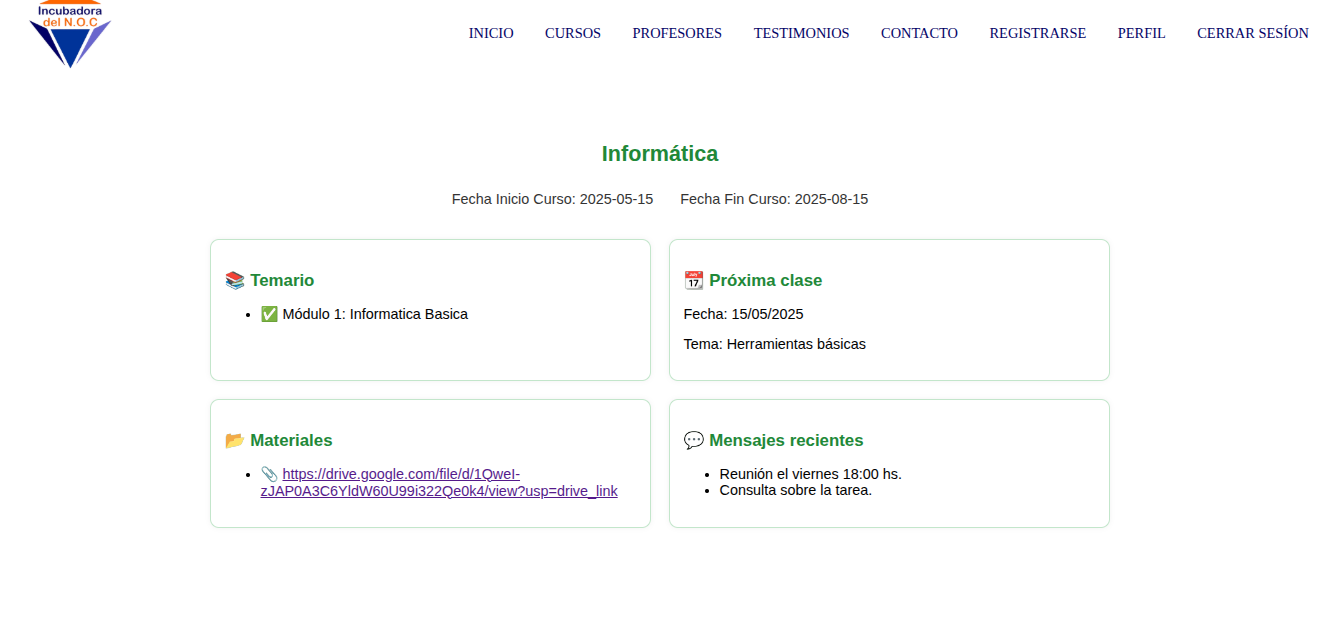 Incubadora
del N.O.C
INICIO CURSOS PROFESORES TESTIMONIOS CONTACTO REGISTRARSE PERFIL CERRAR SESÍON
Informática
Fecha Inicio Curso: 2025-05-15 Fecha Fin Curso: 2025-08-15
📚 Temario
• ✅ Módulo 1: Informatica Basica
📆 Próxima clase
Fecha: 15/05/2025
Tema: Herramientas básicas
📂 Materiales
• 📎 https://drive.google.com/file/d/1QweI-
zJAP0A3C6YldW60U99i322Qe0k4/view?usp=drive_link
💬 Mensajes recientes
• Reunión el viernes 18:00 hs.
• Consulta sobre la tarea.